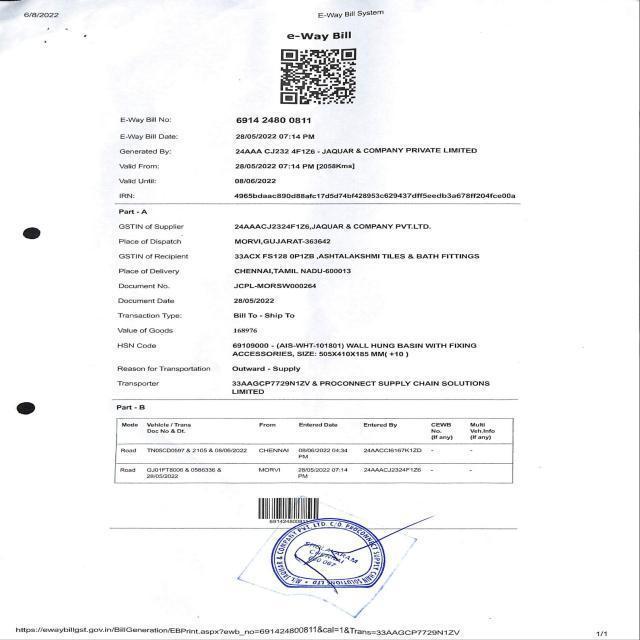 6/8/2022
E-Way Bill System
e-Way Bill
E-Way Bill No: 6914 2480 0811
E-Way Bill Date: 28/05/2022 07:14 PM
Generated By: 24AAA CJ232 4F1Z6 - JAQUAR & COMPANY PRIVATE LIMITED
Valid From: 28/05/2022 07:14 PM [2058Kms]
Valid Until: 08/06/2022
IRN: 4965bdaac890d88afc17d5d74bf428953c629437dff5eedb3a678ff204fce00a
Part - A
GSTIN of Supplier 24AAACJ2324F1Z6,JAQUAR & COMPANY PVT.LTD.
Place of Dispatch MORVI,GUJARAT-363642
GSTIN of Recipient 33ACX FS128 0P1ZB ,ASHTALAKSHMI TILES & BATH FITTINGS
Place of Delivery CHENNAI,TAMIL NADU-600013
Document No. JCPL-MORSW000264
Document Date 28/05/2022
Transaction Type: Bill To - Ship To
Value of Goods 168976
HSN Code 69109000 - (AIS-WHT-101801) WALL HUNG BASIN WITH FIXING
ACCESSORIES, SIZE: 505X410X185 MM( +10 )
Reason for Transportation Outward - Supply
Transporter 33AAGCP7729N1ZV & PROCONNECT SUPPLY CHAIN SOLUTIONS
LIMITED
Part - B
Mode Vehicle / Trans Doc No & Dt. From Entered Date Entered By CEWB No. (If any) Multi Veh.Info (If any)
Road TN05CD0597 & 2105 & 08/06/2022 CHENNAI 08/06/2022 04:34 PM 24AACCI6167K1ZD - -
Road GJ01FT8006 & 0586336 & 28/05/2022 MORVI 28/05/2022 07:14 PM 24AAACJ2324F1Z6 - -
691424800811
M/s. JAQUAR & COMPANY PVT. LTD. C/O. PROCONNECT SUPPLY CHAIN SOLUTIONS LTD
CHENNAI
600 067
https://ewaybillgst.gov.in/BillGeneration/EBPrint.aspx?ewb_no=691424800811&cal=1&Trans=33AAGCP7729N1ZV
1/1